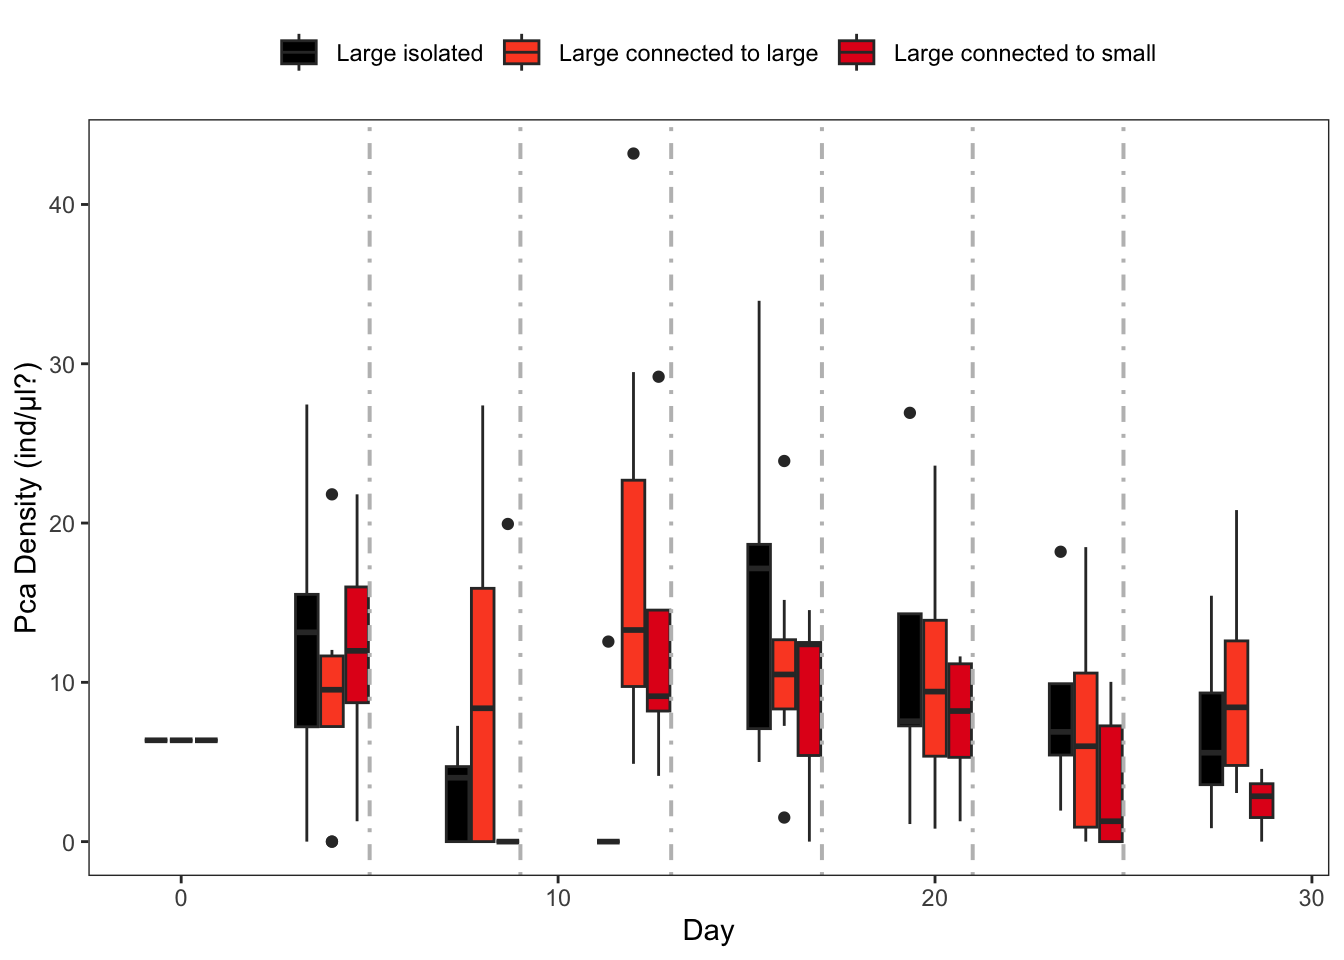 Large isolated Large connected to large Large connected to small
40
30
20
10
0
Pca Density (ind/μl?)
0 10 20 30
Day